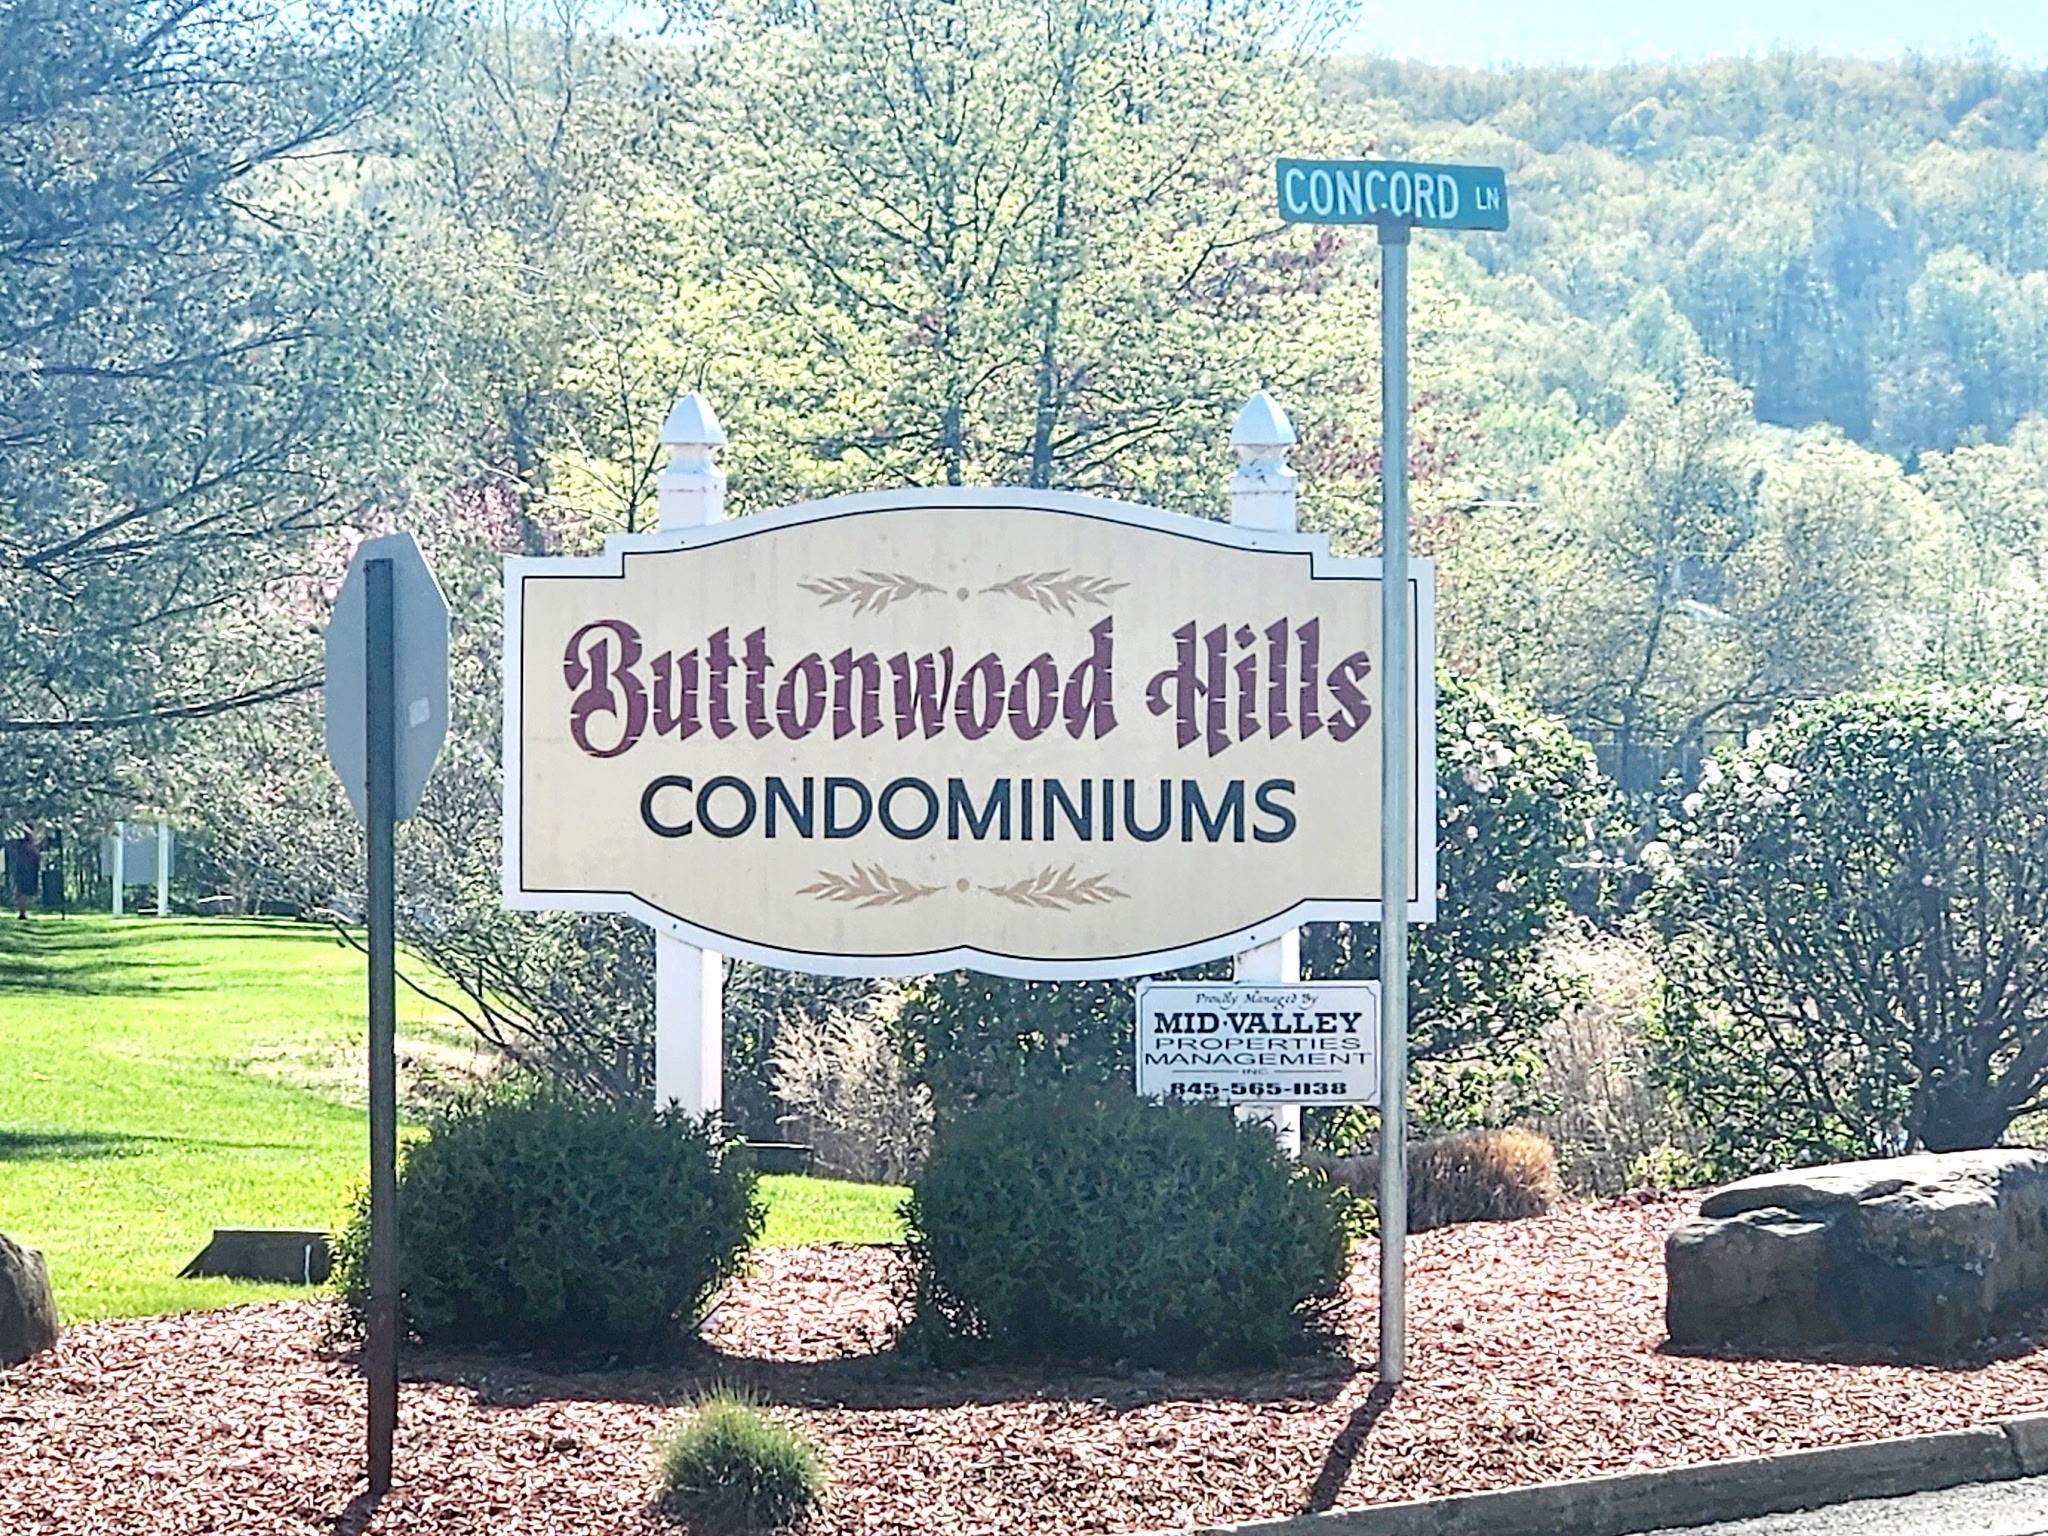 CONCORD LN
Buttonwood Hills
CONDOMINIUMS
Proudly Managed By
MID·VALLEY
PROPERTIES
MANAGEMENT
INC.
845-565-1138